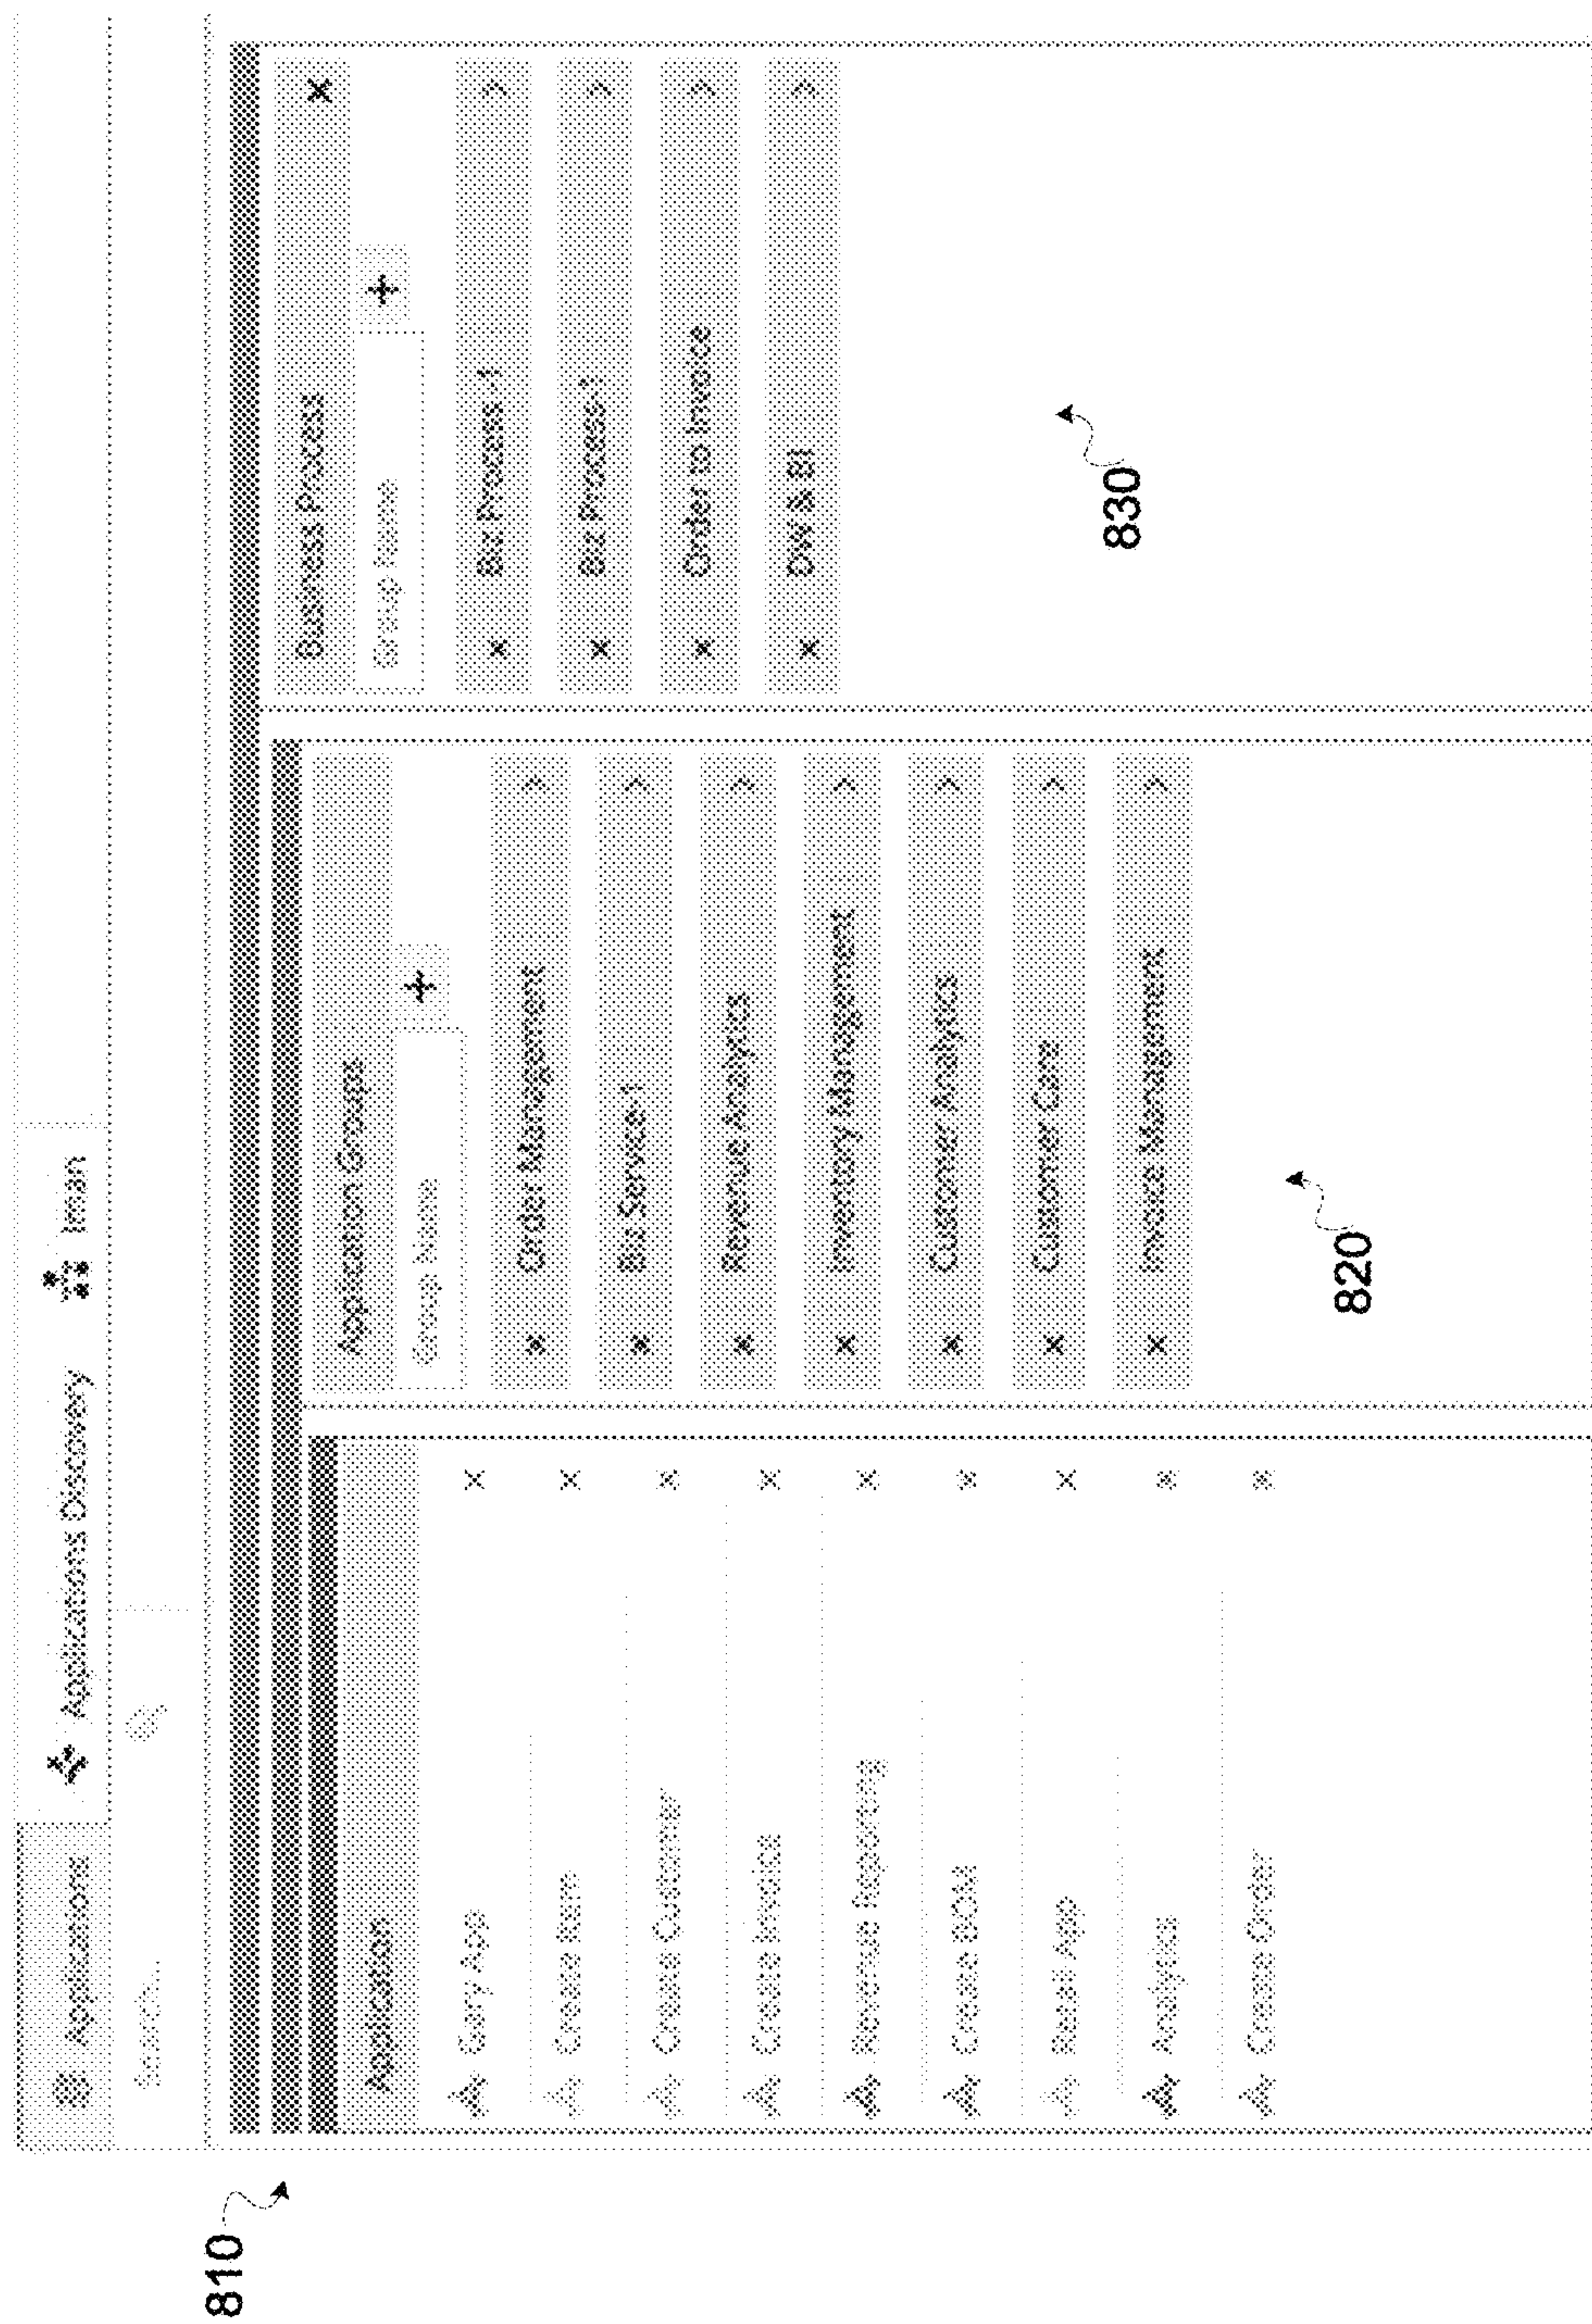 Applications Applications Discovery Iman
Search...
810
Application
Gary App
Create Item
Create Customer
Create Invoice
Revenue Reporting
Create BOM
App
Analytics
Create Order
Application Groups
Group Name
Order Management
Biz Service-1
Revenue Analytics
Inventory Management
Customer Analytics
Customer Care
Invoice Management
820
Business Process
Group Name
Biz Process -1
Biz Process-1
Order to Invoice
DW & BI
830